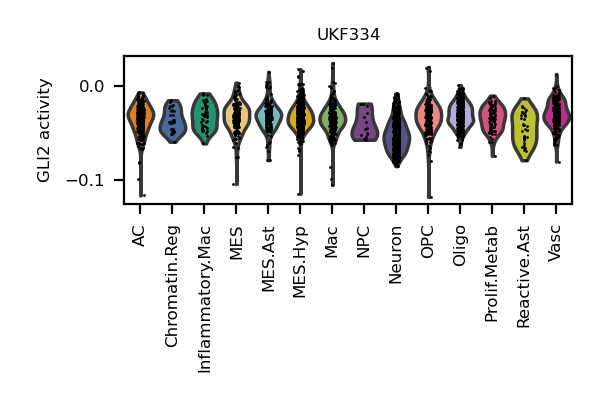 UKF334
GLI2 activity
0.0
−0.1
AC
Chromatin.Reg
Inflammatory.Mac
MES
MES.Ast
MES.Hyp
Mac
NPC
Neuron
OPC
Oligo
Prolif.Metab
Reactive.Ast
Vasc